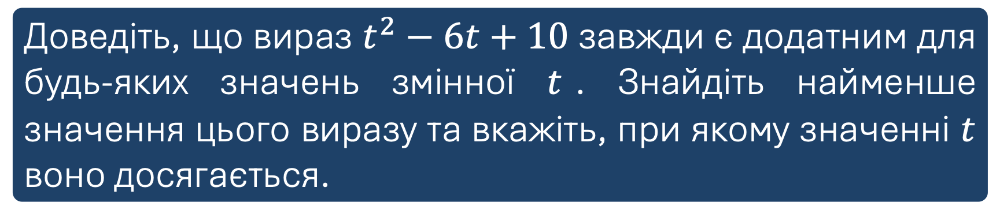 Доведіть, що вираз t² − 6t + 10 завжди є додатним для
будь-яких значень змінної t . Знайдіть найменше
значення цього виразу та вкажіть, при якому значенні t
воно досягається.